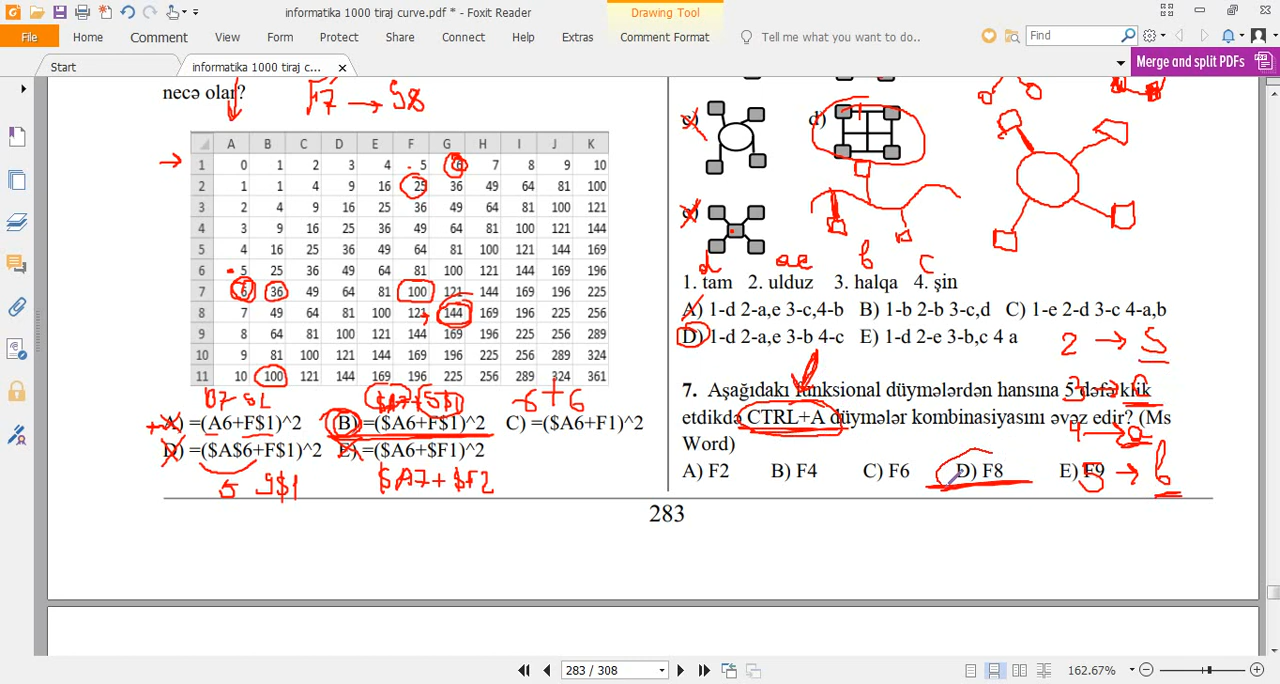 informatika 1000 tiraj curve.pdf * - Foxit Reader
Drawing Tool
File Home Comment View Form Protect Share Connect Help Extras Comment Format Tell me what you want to do.. Find
Start informatika 1000 tiraj c... Merge and split PDFs
necə olar?
F7 → G8
A B C D E F G H I J K
1 0 1 2 3 4 5 6 7 8 9 10
2 1 1 4 9 16 25 36 49 64 81 100
3 2 4 9 16 25 36 49 64 81 100 121
4 3 9 16 25 36 49 64 81 100 121 144
5 4 16 25 36 49 64 81 100 121 144 169
6 5 25 36 49 64 81 100 121 144 169 196
7 6 36 49 64 81 100 121 144 169 196 225
8 7 49 64 81 100 121 144 169 196 225 256
9 8 64 81 100 121 144 169 196 225 256 289
10 9 81 100 121 144 169 196 225 256 289 324
11 10 100 121 144 169 196 225 256 289 324 361
B7 G$1 $A7+G$1 6+6
A) =(A6+F$1)^2 B) =($A6+F$1)^2 C) =($A6+F1)^2
D) =($A$6+F$1)^2 E) =($A6+$F1)^2
5 G$1 $A7+$F2
c) d)
e)
d ae b c
1. tam 2. ulduz 3. halqa 4. şin
A) 1-d 2-a,e 3-c,4-b B) 1-b 2-b 3-c,d C) 1-e 2-d 3-c 4-a,b
D) 1-d 2-a,e 3-b 4-c E) 1-d 2-e 3-b,c 4 a
7. Aşağıdakı funksional düymələrdən hansına 5 dəfə klik
etdikdə CTRL+A düymələr kombinasiyasını əvəz edir? (Ms
Word)
A) F2 B) F4 C) F6 D) F8 E) F9
283
283 / 308 162.67%